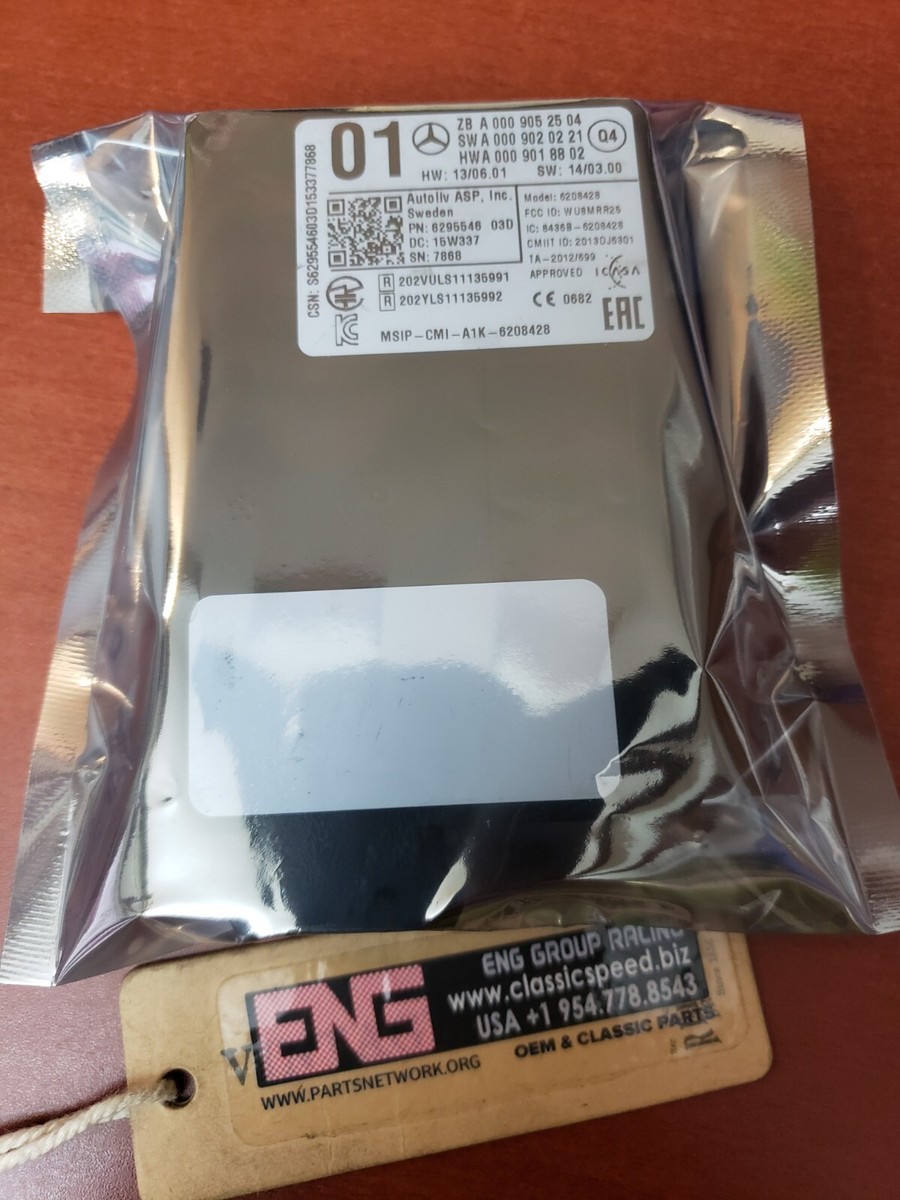 01
ZB A 000 905 25 04
SW A 000 902 02 21
HW A 000 901 88 02
Q4
HW: 13/06.01 SW: 14/03.00
CSN: S629554603D153377868
Autoliv ASP, Inc.
Sweden
PN: 6295546 03D
DC: 15W337
SN: 7868
Model: 6208428
FCC ID: WU8MRR25
IC: 8436B-6208428
CMIIT ID: 2013DJ6301
TA-2012/699
APPROVED ICASA
R 202VULS11135991
R 202YLS11135992
CE 0682
EAC
MSIP-CMI-A1K-6208428
ENG GROUP RACING
ENG
www.classicspeed.biz
USA +1 954.778.8543
OEM & CLASSIC PARTS
WWW.PARTSNETWORK.ORG